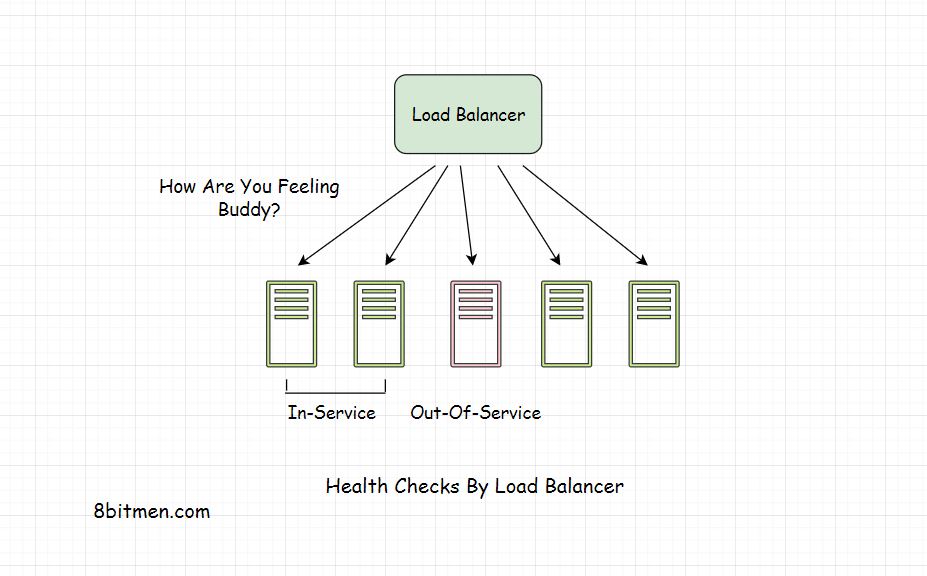 Load Balancer
How Are You Feeling
Buddy?
In-Service
Out-Of-Service
Health Checks By Load Balancer
8bitmen.com